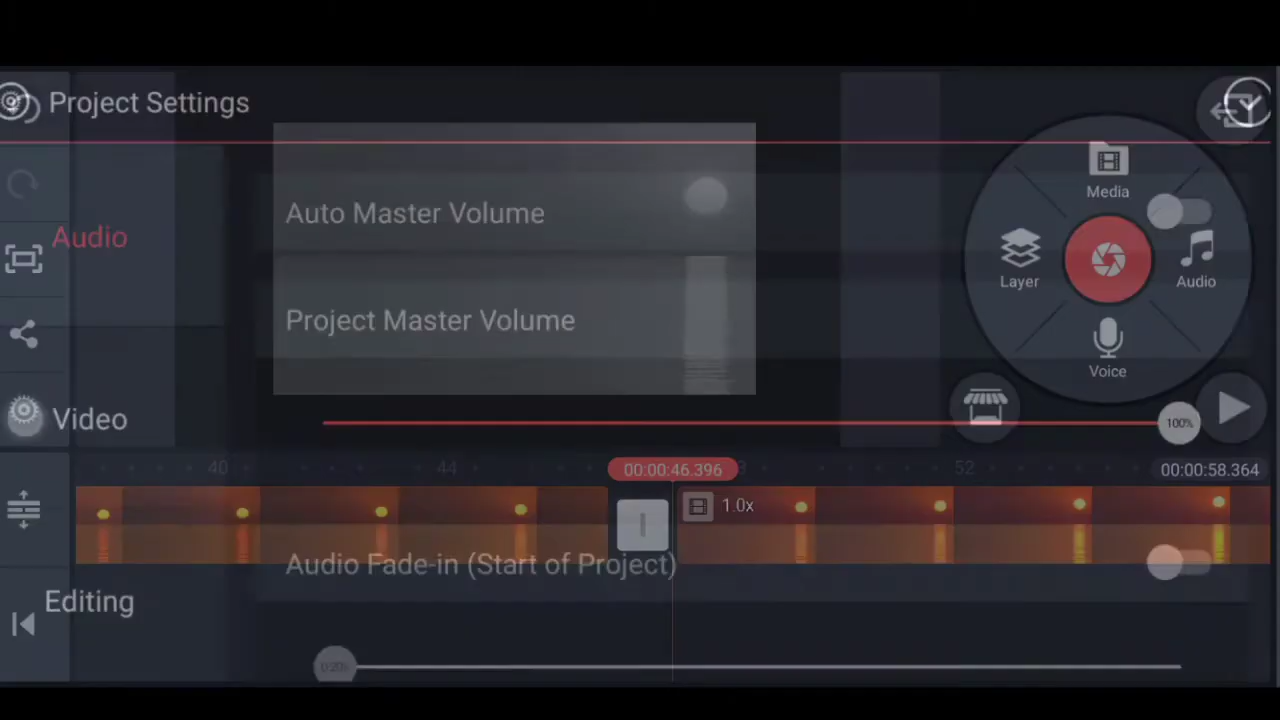 Project Settings
Media
Auto Master Volume
Audio
Layer
Audio
Project Master Volume
Voice
Video
100%
40
44
00:00:46.396
52
00:00:58.364
1.0x
Audio Fade-in (Start of Project)
Editing